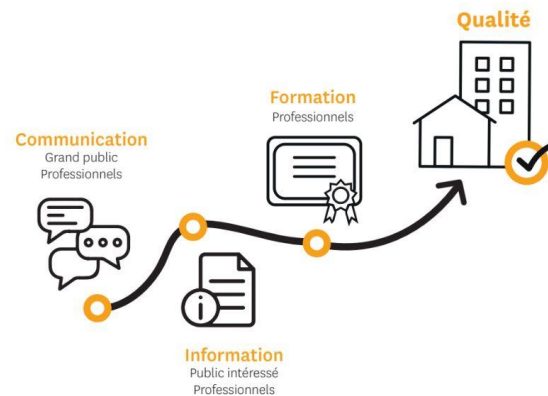 Qualité
Formation
Professionnels
Communication
Grand public
Professionnels
Information
Public intéressé
Professionnels